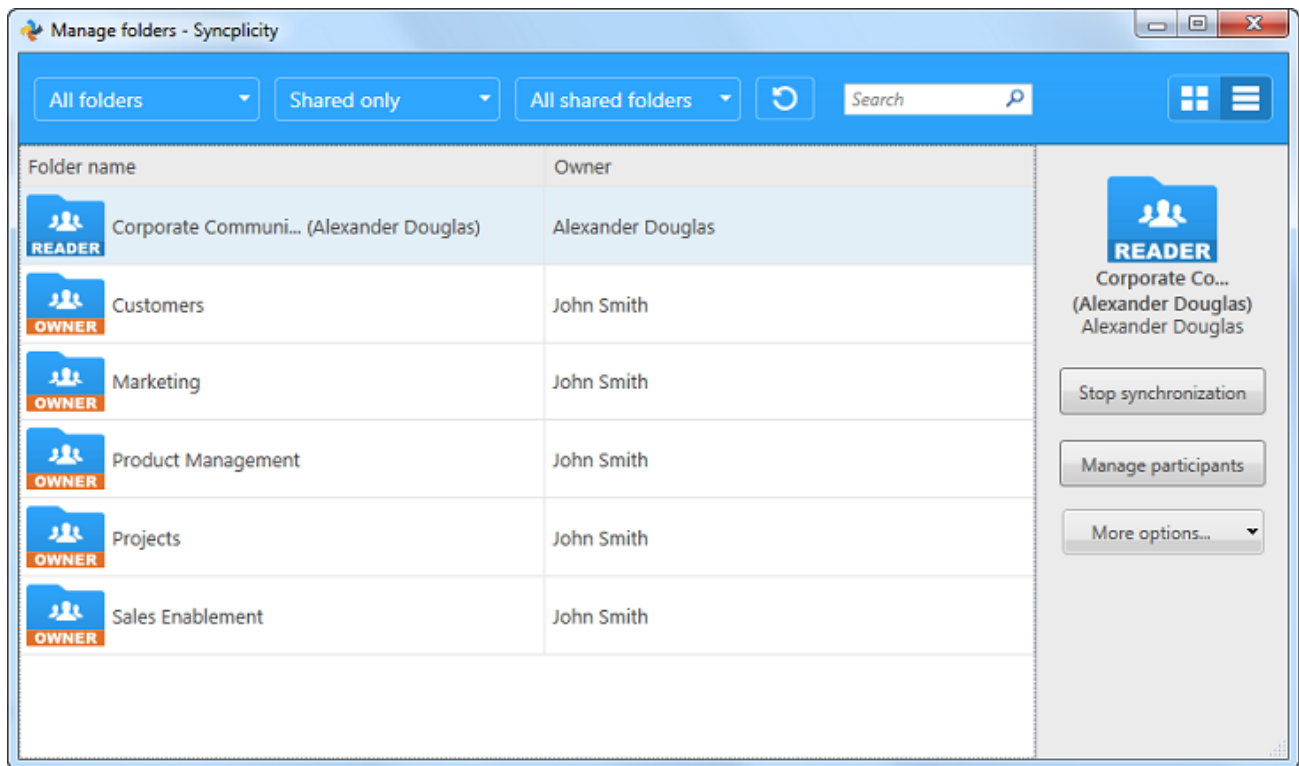 Manage folders - Syncplicity
All folders Shared only All shared folders Search
Folder name Owner
READER Corporate Communi... (Alexander Douglas) Alexander Douglas
OWNER Customers John Smith
OWNER Marketing John Smith
OWNER Product Management John Smith
OWNER Projects John Smith
OWNER Sales Enablement John Smith
READER
Corporate Co...
(Alexander Douglas)
Alexander Douglas
Stop synchronization
Manage participants
More options...